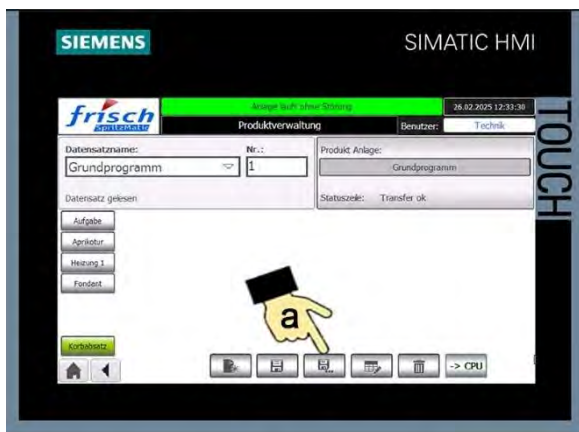 SIEMENS
SIMATIC HMI
TOUCH
frisch
SpritzMatic
Anlage läuft ohne Störung
26.02.2025 12:33:30
Produktverwaltung
Benutzer:
Technik
Datensatzname:
Nr.:
Grundprogramm
1
Datensatz gelesen
Produkt Anlage:
Grundprogramm
Statuszeile: Transfer ok
Aufgabe
Aprikotur
Heizung 1
Fondant
a
Korbabsatz
-> CPU